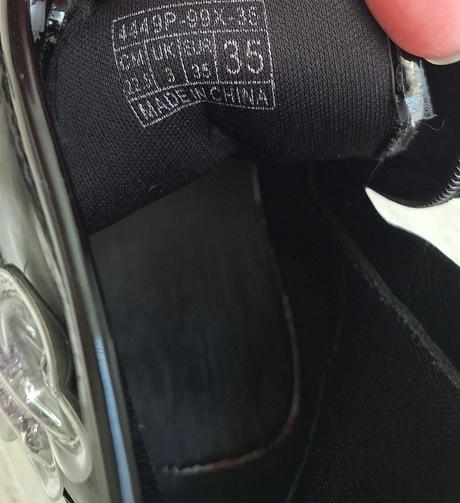 4449P-99X-35
CM UK EUR 35
22.5 3 35
MADE IN CHINA